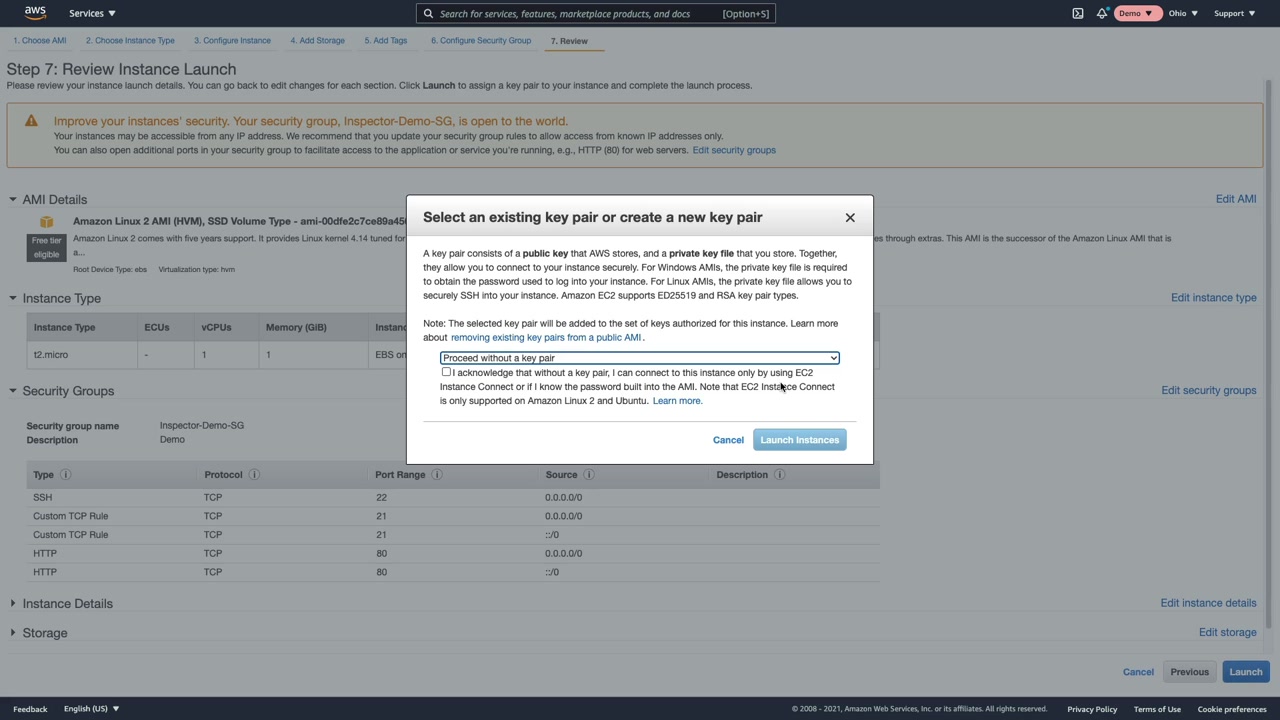 aws
Services
Search for services, features, marketplace products, and docs
[Option+S]
Demo
Ohio
Support
1. Choose AMI
2. Choose Instance Type
3. Configure Instance
4. Add Storage
5. Add Tags
6. Configure Security Group
7. Review
Step 7: Review Instance Launch
Please review your instance launch details. You can go back to edit changes for each section. Click Launch to assign a key pair to your instance and complete the launch process.
Improve your instances' security. Your security group, Inspector-Demo-SG, is open to the world.
Your instances may be accessible from any IP address. We recommend that you update your security group rules to allow access from known IP addresses only.
You can also open additional ports in your security group to facilitate access to the application or service you're running, e.g., HTTP (80) for web servers. Edit security groups
AMI Details
Edit AMI
Amazon Linux 2 AMI (HVM), SSD Volume Type - ami-00dfe2c7ce89a45
Free tier
eligible
Amazon Linux 2 comes with five years support. It provides Linux kernel 4.14 tuned for
es through extras. This AMI is the successor of the Amazon Linux AMI that is
a...
Root Device Type: ebs
Virtualization type: hvm
Instance Type
Edit instance type
Instance Type
ECUs
vCPUs
Memory (GiB)
Instanc
t2.micro
-
1
1
EBS on
Security Groups
Edit security groups
Security group name
Inspector-Demo-SG
Description
Demo
Type
Protocol
Port Range
Source
Description
SSH
TCP
22
0.0.0.0/0
Custom TCP Rule
TCP
21
0.0.0.0/0
Custom TCP Rule
TCP
21
::/0
HTTP
TCP
80
0.0.0.0/0
HTTP
TCP
80
::/0
Instance Details
Edit instance details
Storage
Edit storage
Cancel
Previous
Launch
Select an existing key pair or create a new key pair
A key pair consists of a public key that AWS stores, and a private key file that you store. Together,
they allow you to connect to your instance securely. For Windows AMIs, the private key file is required
to obtain the password used to log into your instance. For Linux AMIs, the private key file allows you to
securely SSH into your instance. Amazon EC2 supports ED25519 and RSA key pair types.
Note: The selected key pair will be added to the set of keys authorized for this instance. Learn more
about removing existing key pairs from a public AMI.
Proceed without a key pair
I acknowledge that without a key pair, I can connect to this instance only by using EC2
Instance Connect or if I know the password built into the AMI. Note that EC2 Instance Connect
is only supported on Amazon Linux 2 and Ubuntu. Learn more.
Cancel
Launch Instances
Feedback
English (US)
© 2008 - 2021, Amazon Web Services, Inc. or its affiliates. All rights reserved.
Privacy Policy
Terms of Use
Cookie preferences